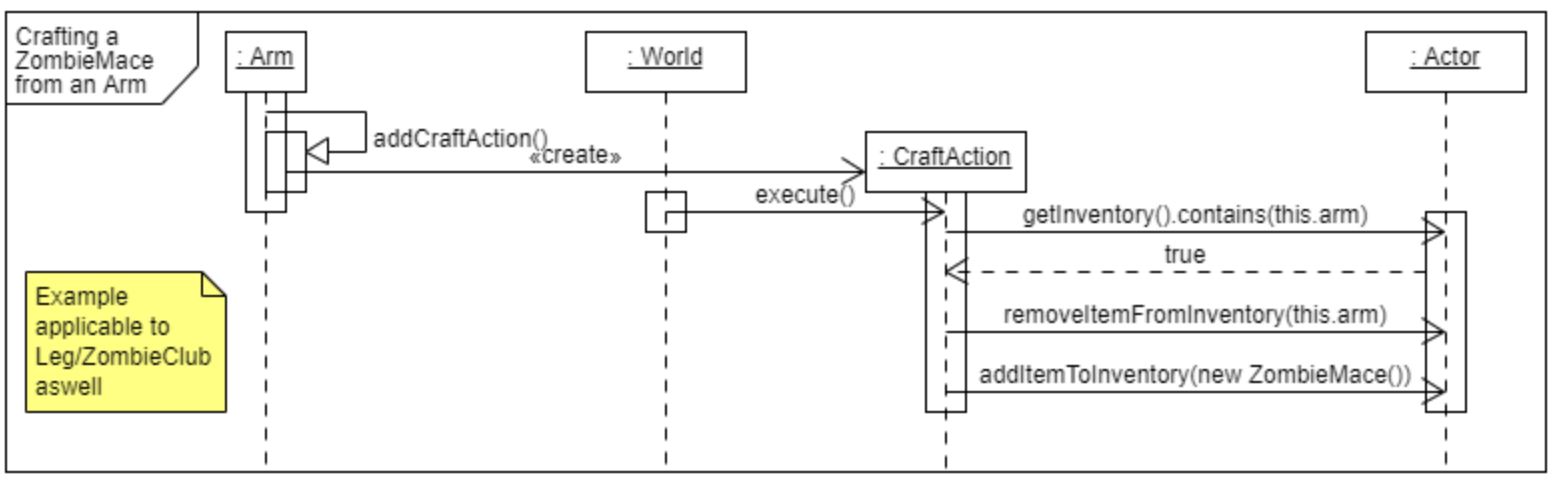 Crafting a
ZombieMace
from an Arm
: Arm
: World
: Actor
addCraftAction()
«create»
: CraftAction
execute()
getInventory().contains(this.arm)
true
removeItemFromInventory(this.arm)
addItemToInventory(new ZombieMace())
Example
applicable to
Leg/ZombieClub
aswell